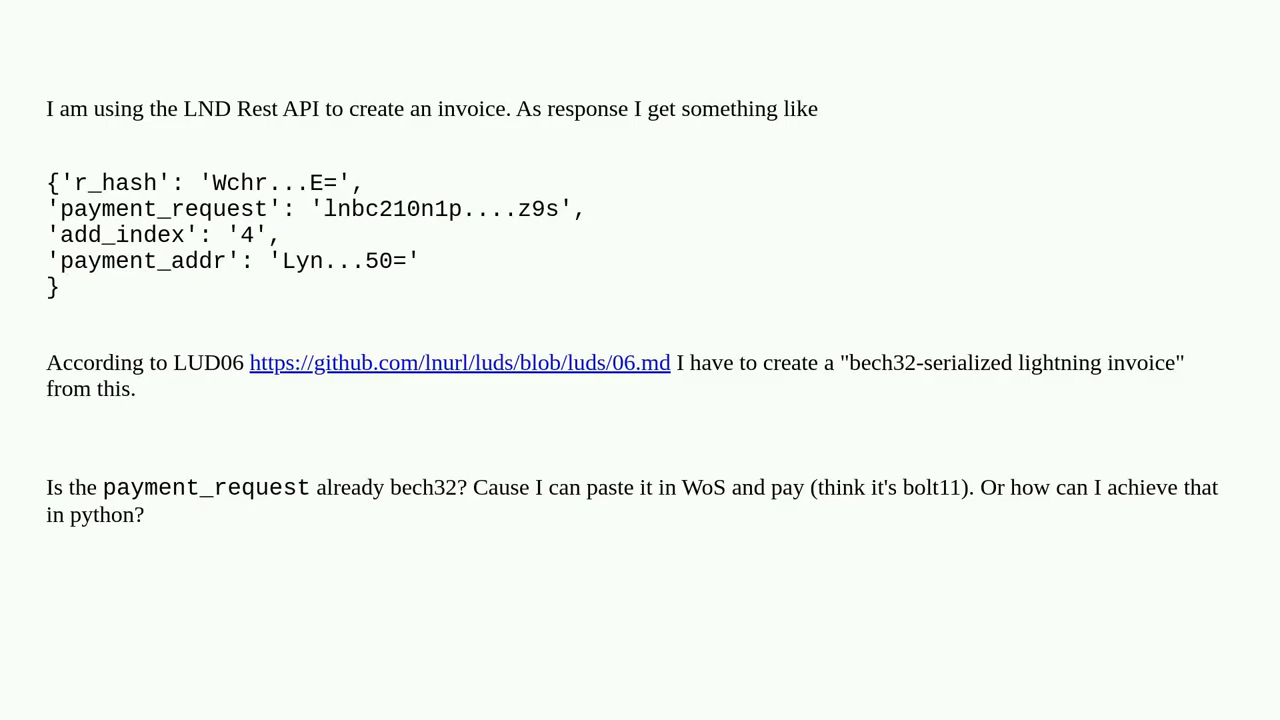 I am using the LND Rest API to create an invoice. As response I get something like
{'r_hash': 'Wchr...E=',
'payment_request': 'lnbc210n1p....z9s',
'add_index': '4',
'payment_addr': 'Lyn...50='
}
According to LUD06 https://github.com/lnurl/luds/blob/luds/06.md I have to create a "bech32-serialized lightning invoice"
from this.
Is the payment_request already bech32? Cause I can paste it in WoS and pay (think it's bolt11). Or how can I achieve that
in python?